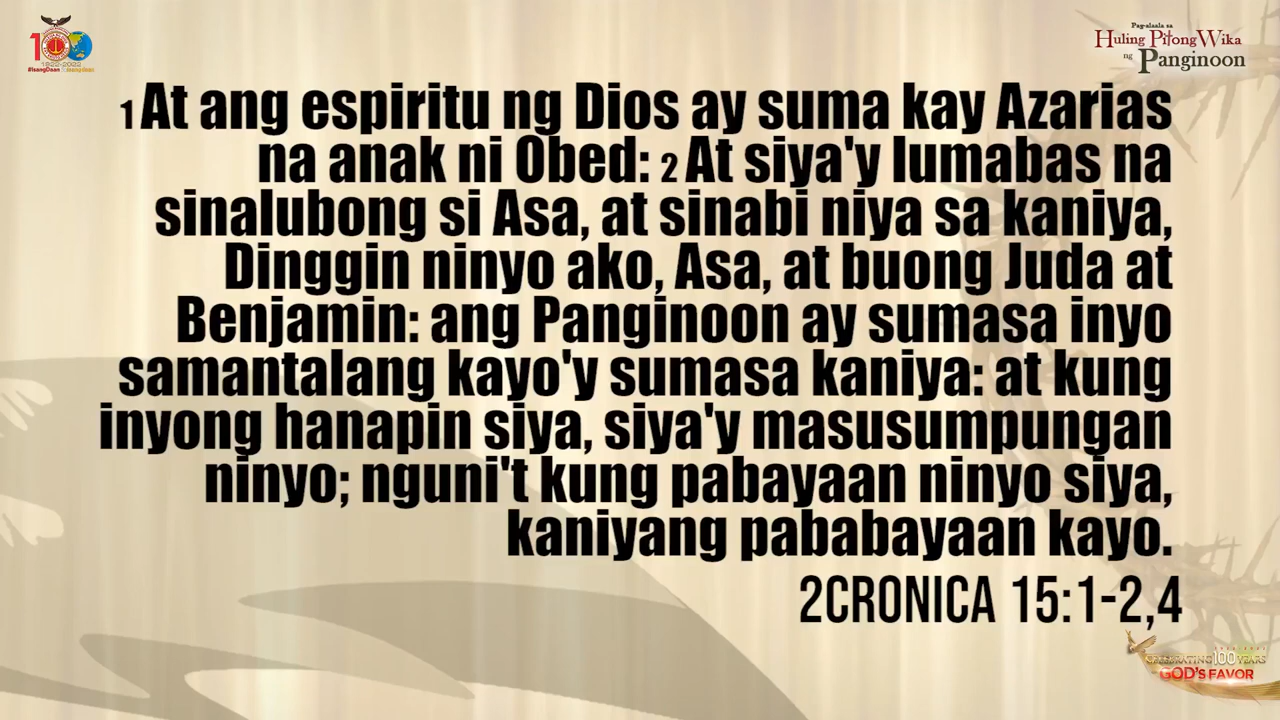 100
1922-2022
#IsangDaan
Pag-alaala sa
Huling Pitong Wika
ng Panginoon
1 At ang espiritu ng Dios ay suma kay Azarias
na anak ni Obed: 2 At siya'y lumabas na
sinalubong si Asa, at sinabi niya sa kaniya,
Dinggin ninyo ako, Asa, at buong Juda at
Benjamin: ang Panginoon ay sumasa inyo
samantalang kayo'y sumasa kaniya: at kung
inyong hanapin siya, siya'y masusumpungan
ninyo; nguni't kung pabayaan ninyo siya,
kaniyang pababayaan kayo.
2CRONICA 15:1-2,4
CELEBRATING 100 YEARS
GOD'S FAVOR